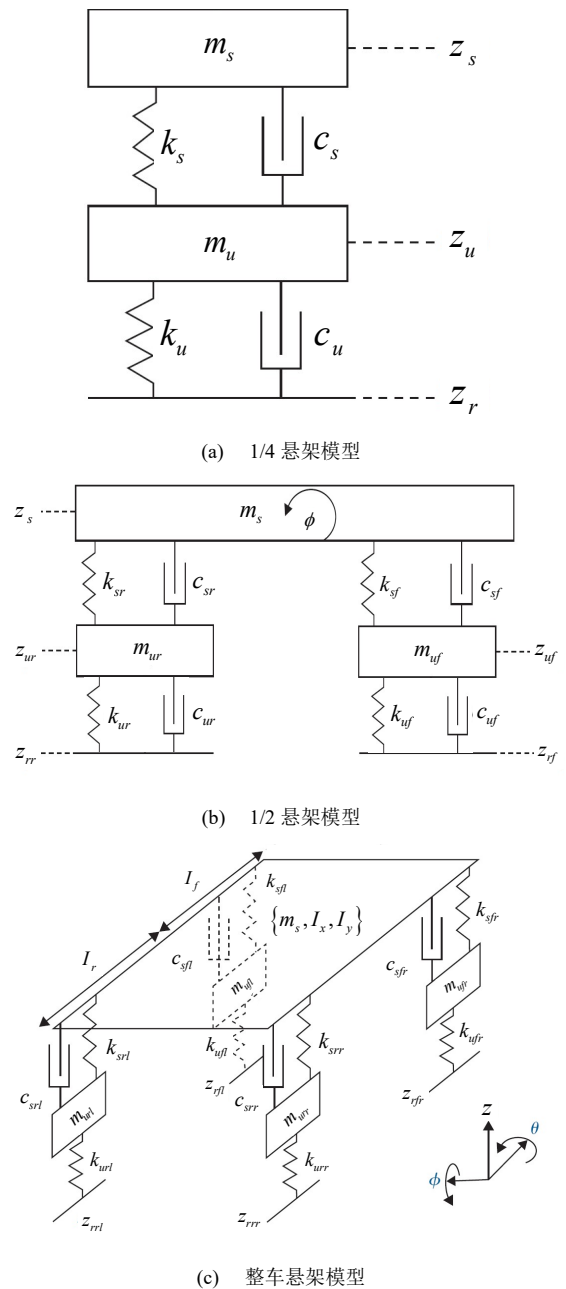 m_s
z_s
k_s
c_s
m_u
z_u
k_u
c_u
z_r
(a) 1/4 悬架模型
z_s
m_s
ϕ
k_sr
c_sr
k_sf
c_sf
z_ur
m_ur
m_uf
z_uf
k_ur
c_ur
k_uf
c_uf
z_rr
z_rf
(b) 1/2 悬架模型
I_f
k_sfl
{m_s, I_x, I_y}
k_sfr
I_r
c_sfl
c_sfr
m_ufl
m_ufr
k_srl
k_ufl
k_srr
k_ufr
c_srl
z_rfl
c_srr
z_rfr
m_url
m_urr
z
θ
k_url
k_urr
ϕ
z_rrl
z_rrr
(c) 整车悬架模型